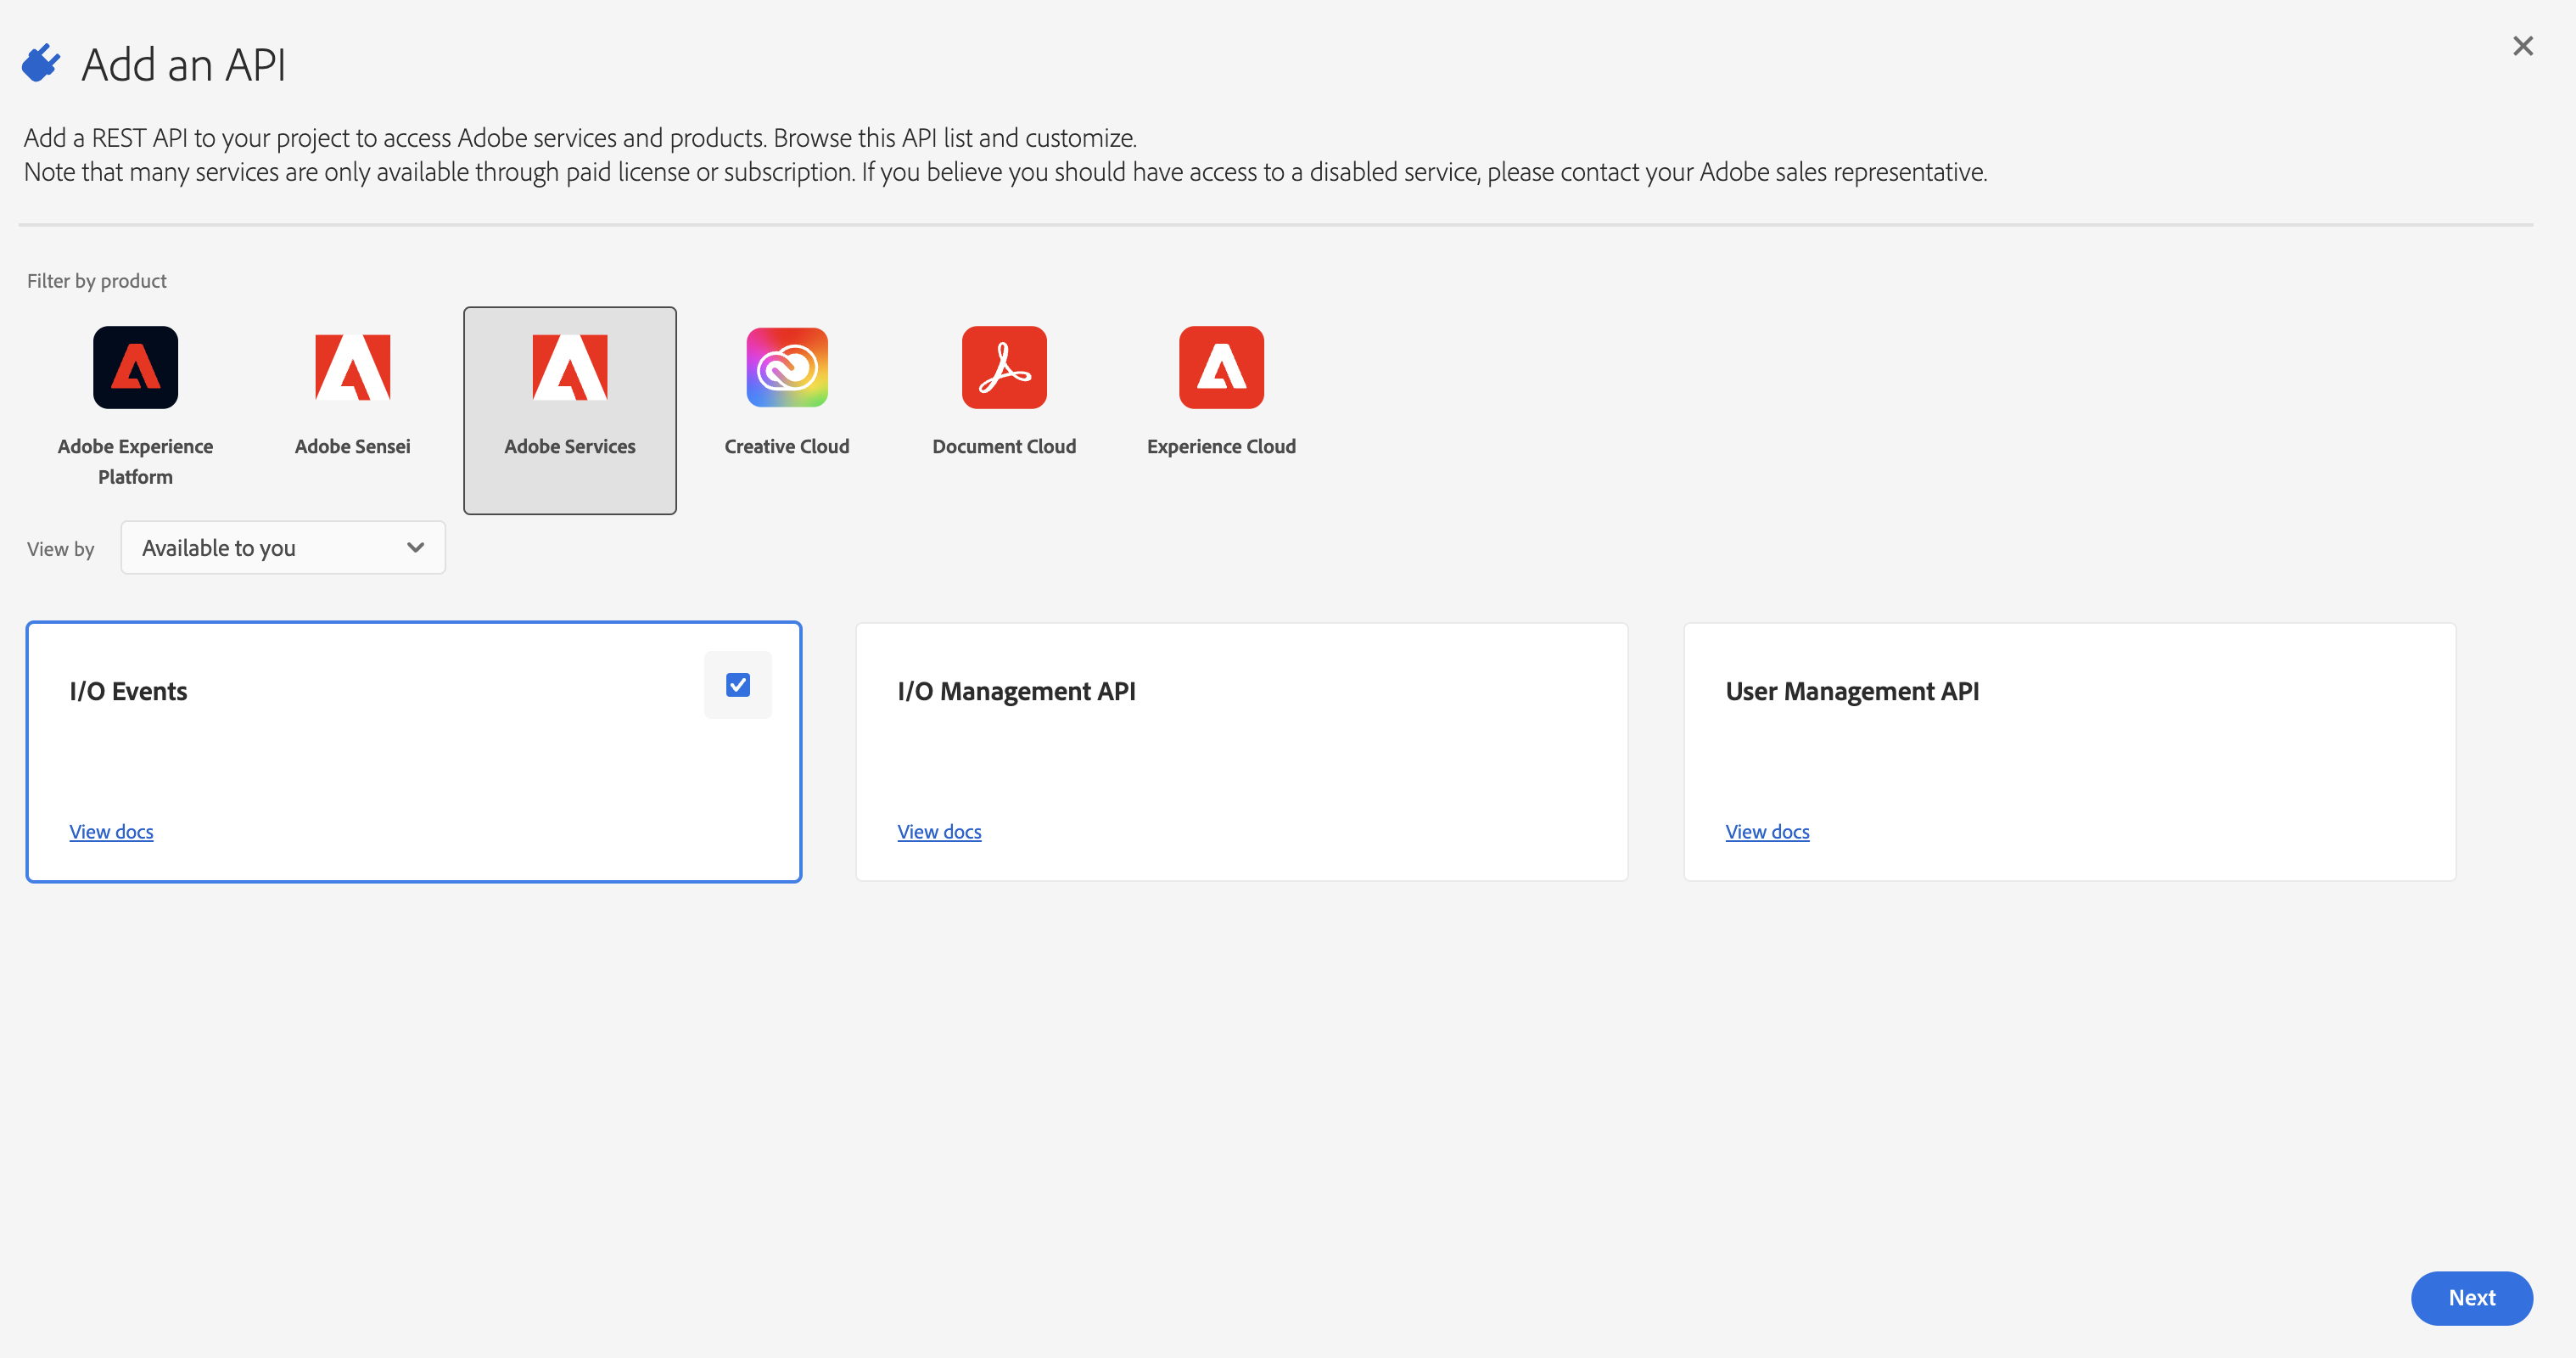 Add an API
Add a REST API to your project to access Adobe services and products. Browse this API list and customize.
Note that many services are only available through paid license or subscription. If you believe you should have access to a disabled service, please contact your Adobe sales representative.
Filter by product
Adobe Experience
Platform
Adobe Sensei
Adobe Services
Creative Cloud
Document Cloud
Experience Cloud
View by
Available to you
I/O Events
View docs
I/O Management API
View docs
User Management API
View docs
Next